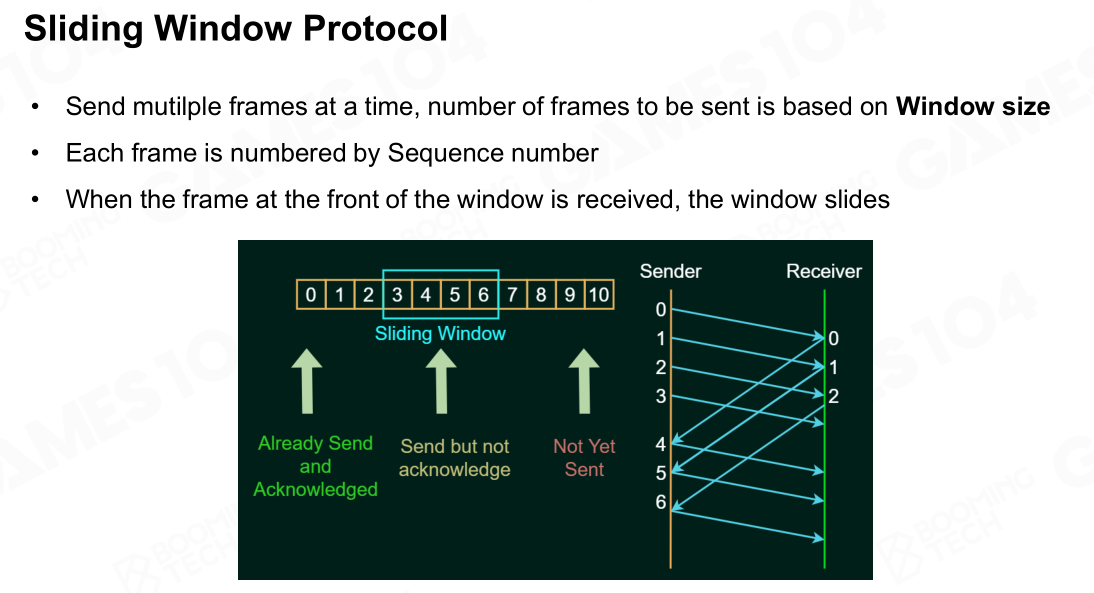 Sliding Window Protocol
• Send mutilple frames at a time, number of frames to be sent is based on Window size
• Each frame is numbered by Sequence number
• When the frame at the front of the window is received, the window slides
0 1 2 3 4 5 6 7 8 9 10
Sliding Window
Already Send
and
Acknowledged
Send but not
acknowledge
Not Yet
Sent
Sender Receiver
0
1
2
3
4
5
6
0
1
2
GAMES104
BOOMING
TECH